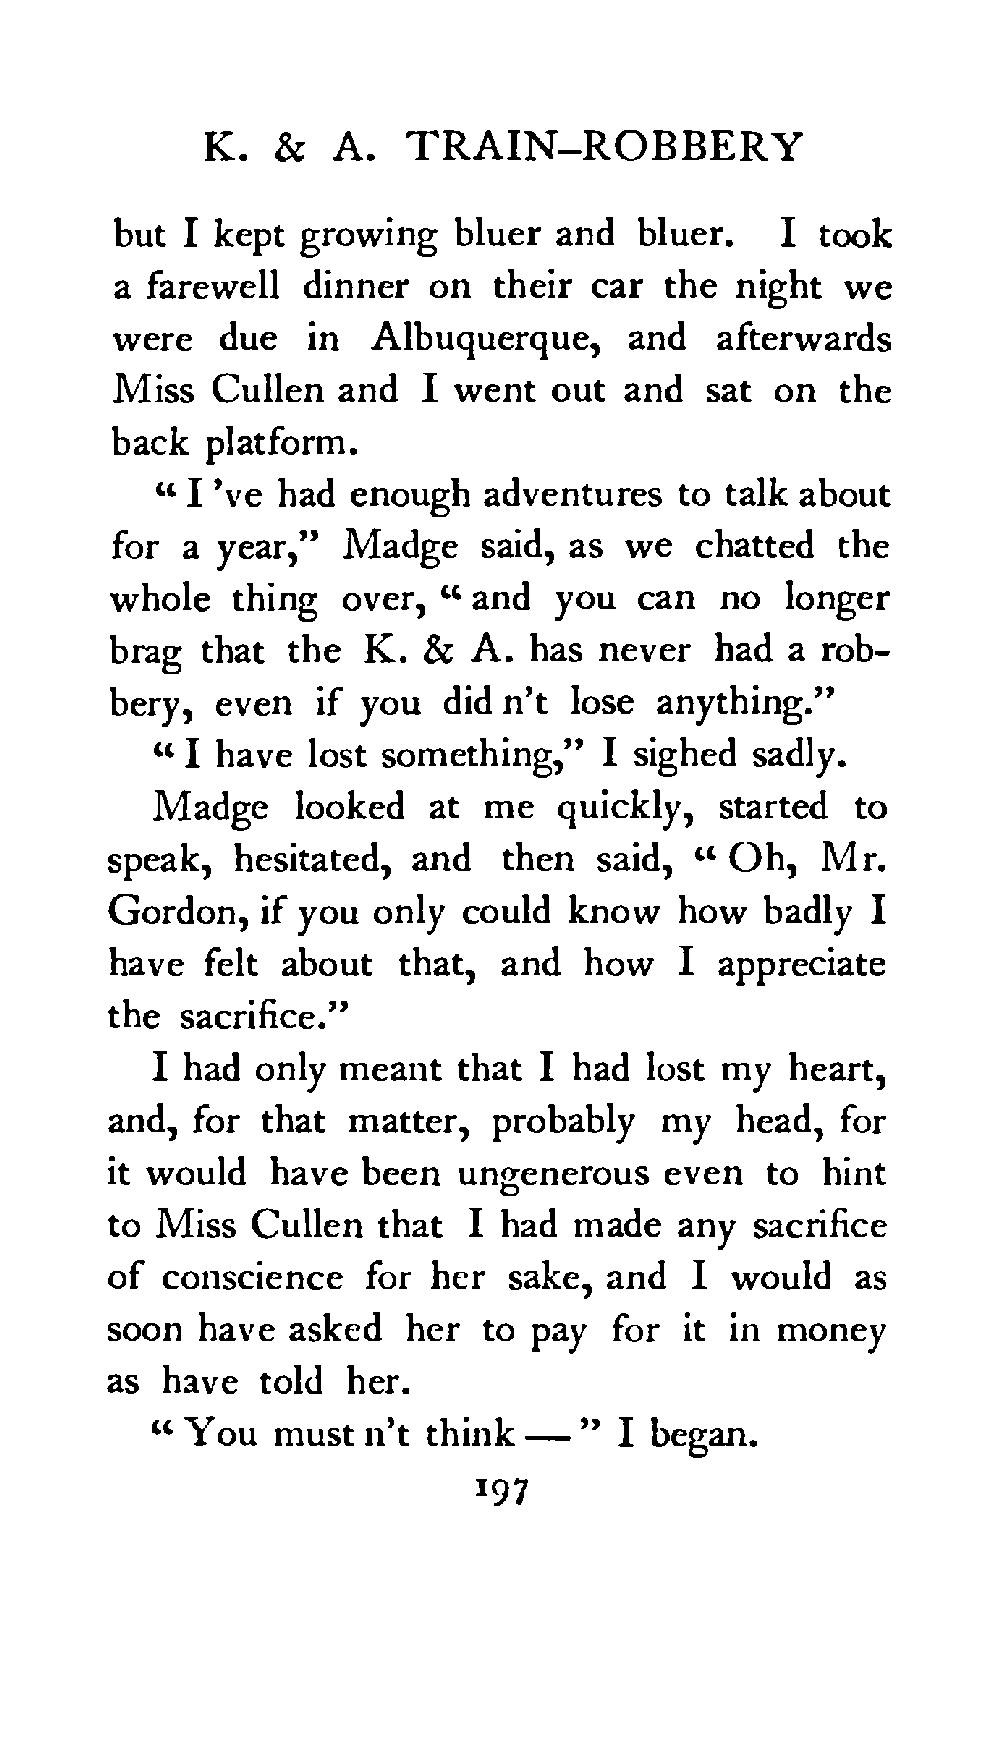 K. & A. TRAIN–ROBBERY
but I kept growing bluer and bluer. I took
a farewell dinner on their car the night we
were due in Albuquerque, and afterwards
Miss Cullen and I went out and sat on the
back platform.
“ I ’ve had enough adventures to talk about
for a year,” Madge said, as we chatted the
whole thing over, “ and you can no longer
brag that the K. & A. has never had a rob-
bery, even if you did n’t lose anything.”
“ I have lost something,” I sighed sadly.
Madge looked at me quickly, started to
speak, hesitated, and then said, “ Oh, Mr.
Gordon, if you only could know how badly I
have felt about that, and how I appreciate
the sacrifice.”
I had only meant that I had lost my heart,
and, for that matter, probably my head, for
it would have been ungenerous even to hint
to Miss Cullen that I had made any sacrifice
of conscience for her sake, and I would as
soon have asked her to pay for it in money
as have told her.
“ You must n’t think — ” I began.
197